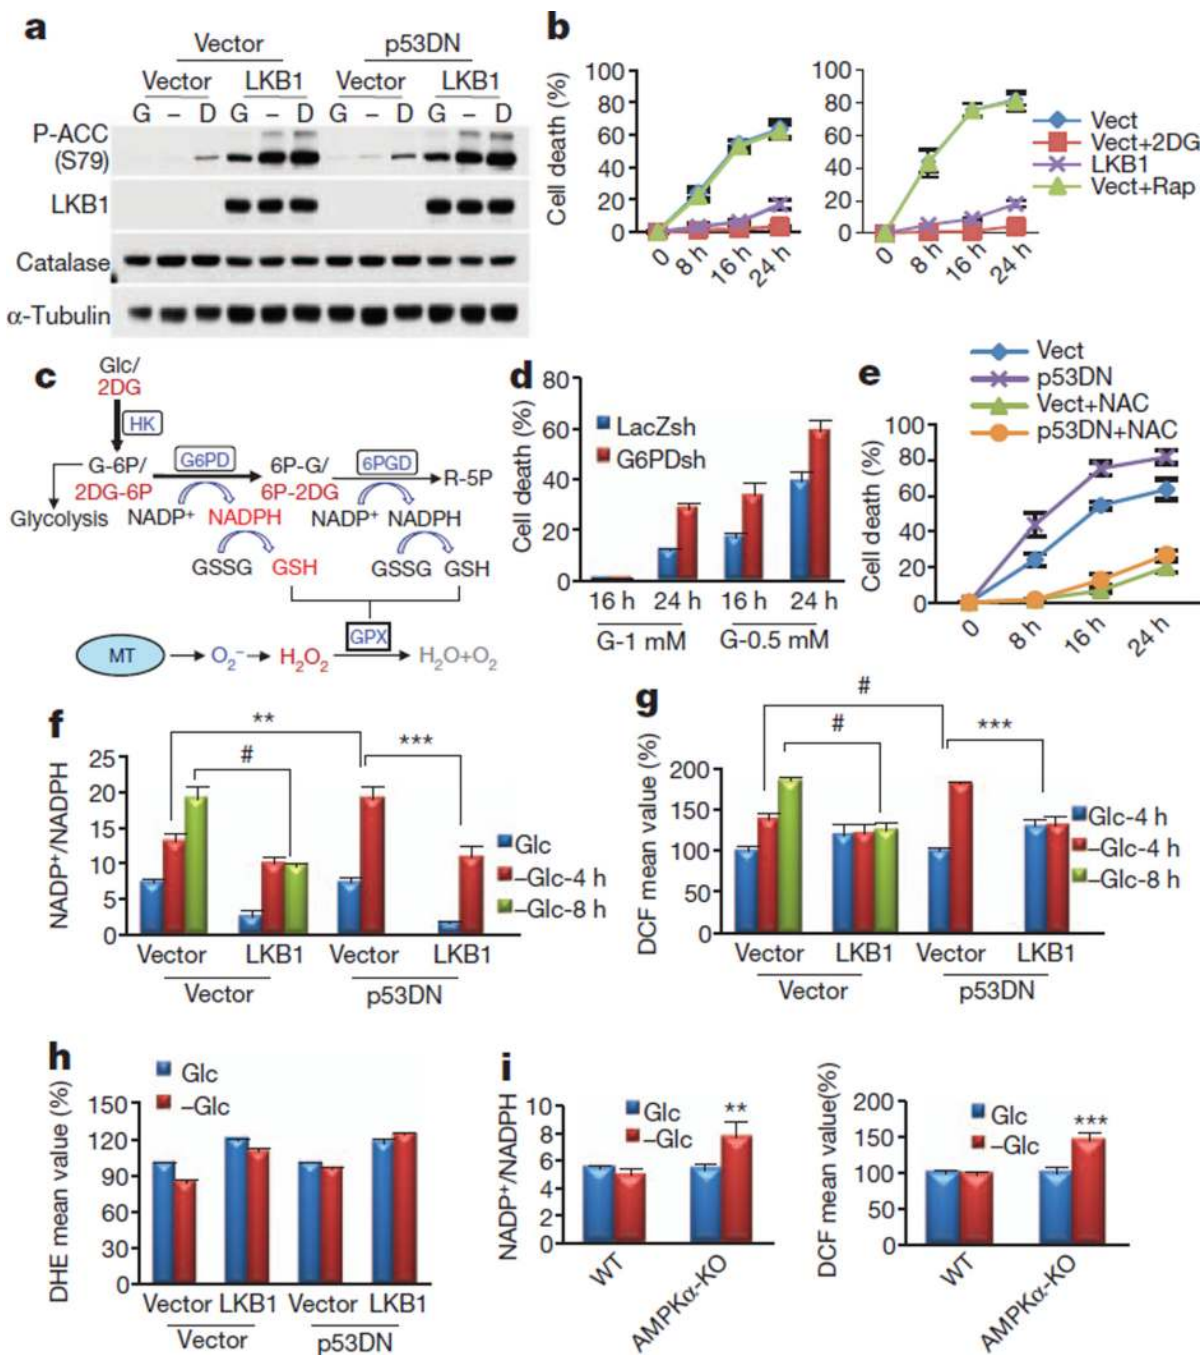 a
Vector p53DN
Vector LKB1 Vector LKB1
G – D G – D G – D G – D
P-ACC
(S79)
LKB1
Catalase
α-Tubulin
b
Cell death (%)
100
80
60
40
20
0
0 8 h 16 h 24 h
100
80
60
40
20
0
0 8 h 16 h 24 h
Vect
Vect+2DG
LKB1
Vect+Rap
c
Glc/
2DG
HK
G-6P/
2DG-6P
G6PD
6P-G/
6P-2DG
6PGD
R-5P
Glycolysis
NADP+ NADPH NADP+ NADPH
GSSG GSH GSSG GSH
GPX
MT O2− H2O2 H2O+O2
d
Cell death (%)
80
60
40
20
0
LacZsh
G6PDsh
16 h 24 h 16 h 24 h
G-1 mM G-0.5 mM
e
Vect
p53DN
Vect+NAC
p53DN+NAC
Cell death (%)
100
80
60
40
20
0
0 8 h 16 h 24 h
f
NADP+/NADPH
25
20
15
10
5
0
**
#
***
Glc
–Glc-4 h
–Glc-8 h
Vector LKB1 Vector LKB1
Vector p53DN
g
DCF mean value (%)
200
150
100
50
0
#
#
***
Glc-4 h
–Glc-4 h
–Glc-8 h
Vector LKB1 Vector LKB1
Vector p53DN
h
DHE mean value (%)
150
120
90
60
30
0
Glc
–Glc
Vector LKB1 Vector LKB1
Vector p53DN
i
NADP+/NADPH
10
8
6
4
2
0
Glc
–Glc
**
WT AMPKα-KO
DCF mean value(%)
200
150
100
50
0
Glc
–Glc
***
WT AMPKα-KO